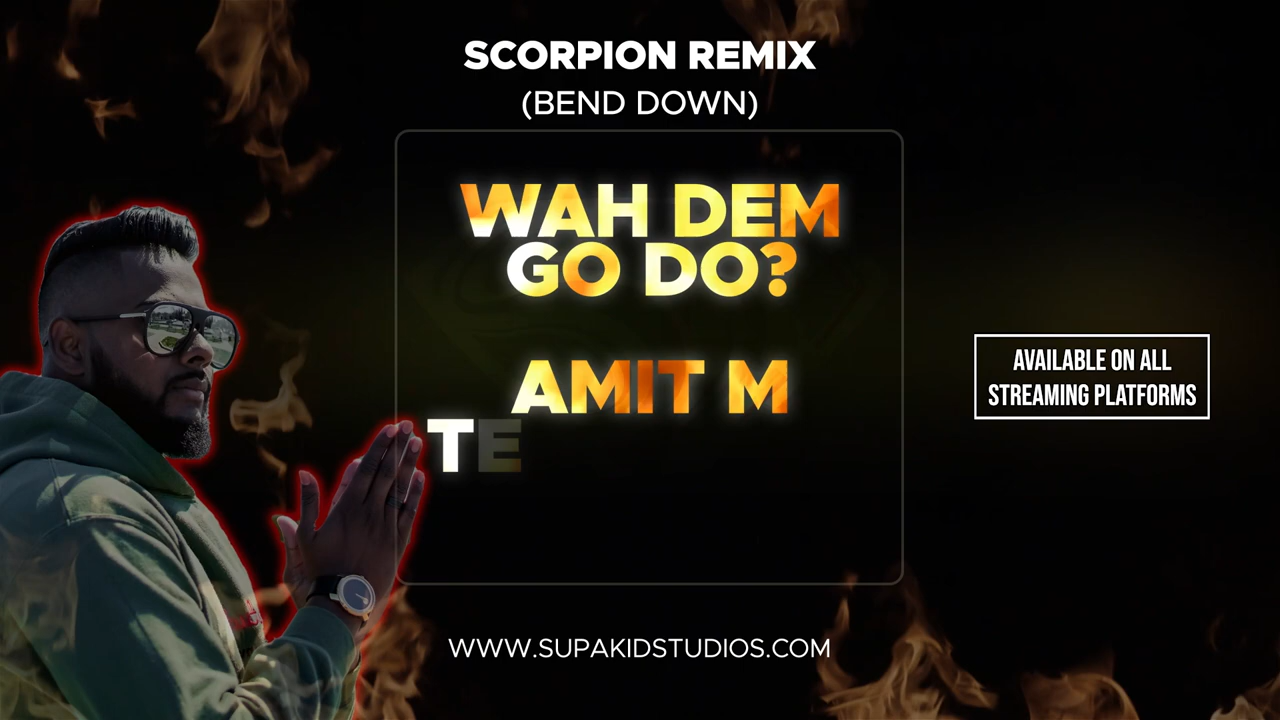 SCORPION REMIX
(BEND DOWN)
WAH DEM
GO DO?
AMIT M
TE
AVAILABLE ON ALL
STREAMING PLATFORMS
WWW.SUPAKIDSTUDIOS.COM